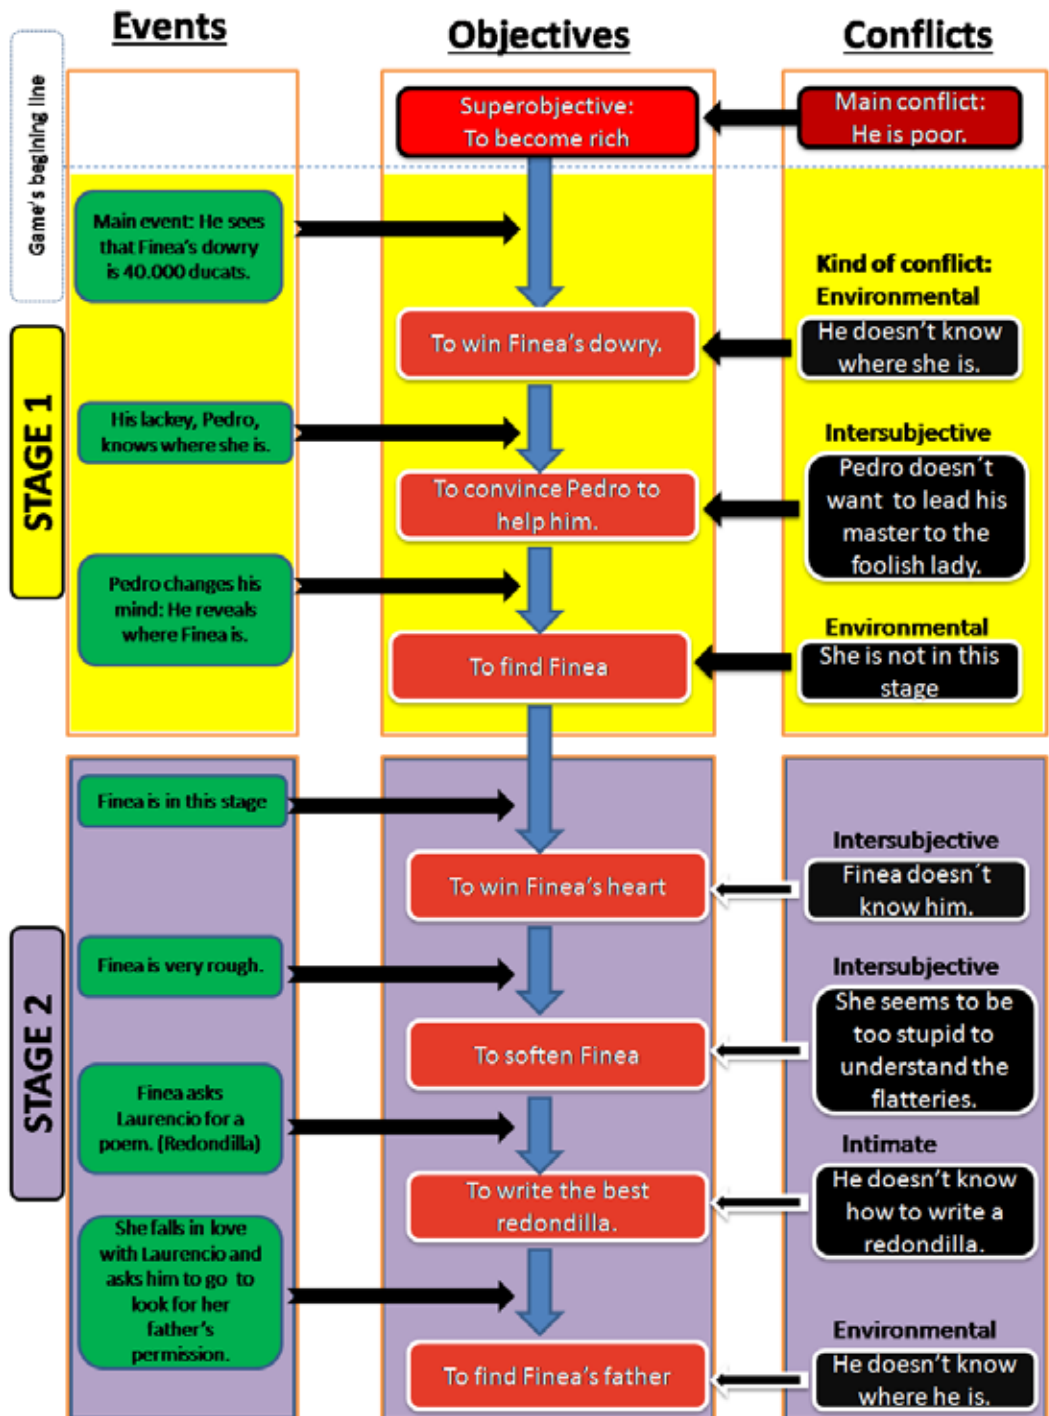 Events
Objectives
Conflicts
Game's begining line
Superobjective:
To become rich
Main conflict:
He is poor.
STAGE 1
Main event: He sees
that Finea's dowry
is 40.000 ducats.
Kind of conflict:
Environmental
To win Finea's dowry.
He doesn't know
where she is.
His lackey, Pedro,
knows where she is.
Intersubjective
To convince Pedro to
help him.
Pedro doesn´t
want to lead his
master to the
foolish lady.
Pedro changes his
mind: He reveals
where Finea is.
Environmental
To find Finea
She is not in this
stage
STAGE 2
Finea is in this stage
Intersubjective
To win Finea's heart
Finea doesn´t
know him.
Finea is very rough.
Intersubjective
To soften Finea
She seems to be
too stupid to
understand the
flatteries.
Finea asks
Laurencio for a
poem. (Redondilla)
Intimate
To write the best
redondilla.
He doesn't know
how to write a
redondilla.
She falls in love
with Laurencio and
asks him to go to
look for her
father's
permission.
Environmental
To find Finea's father
He doesn't know
where he is.